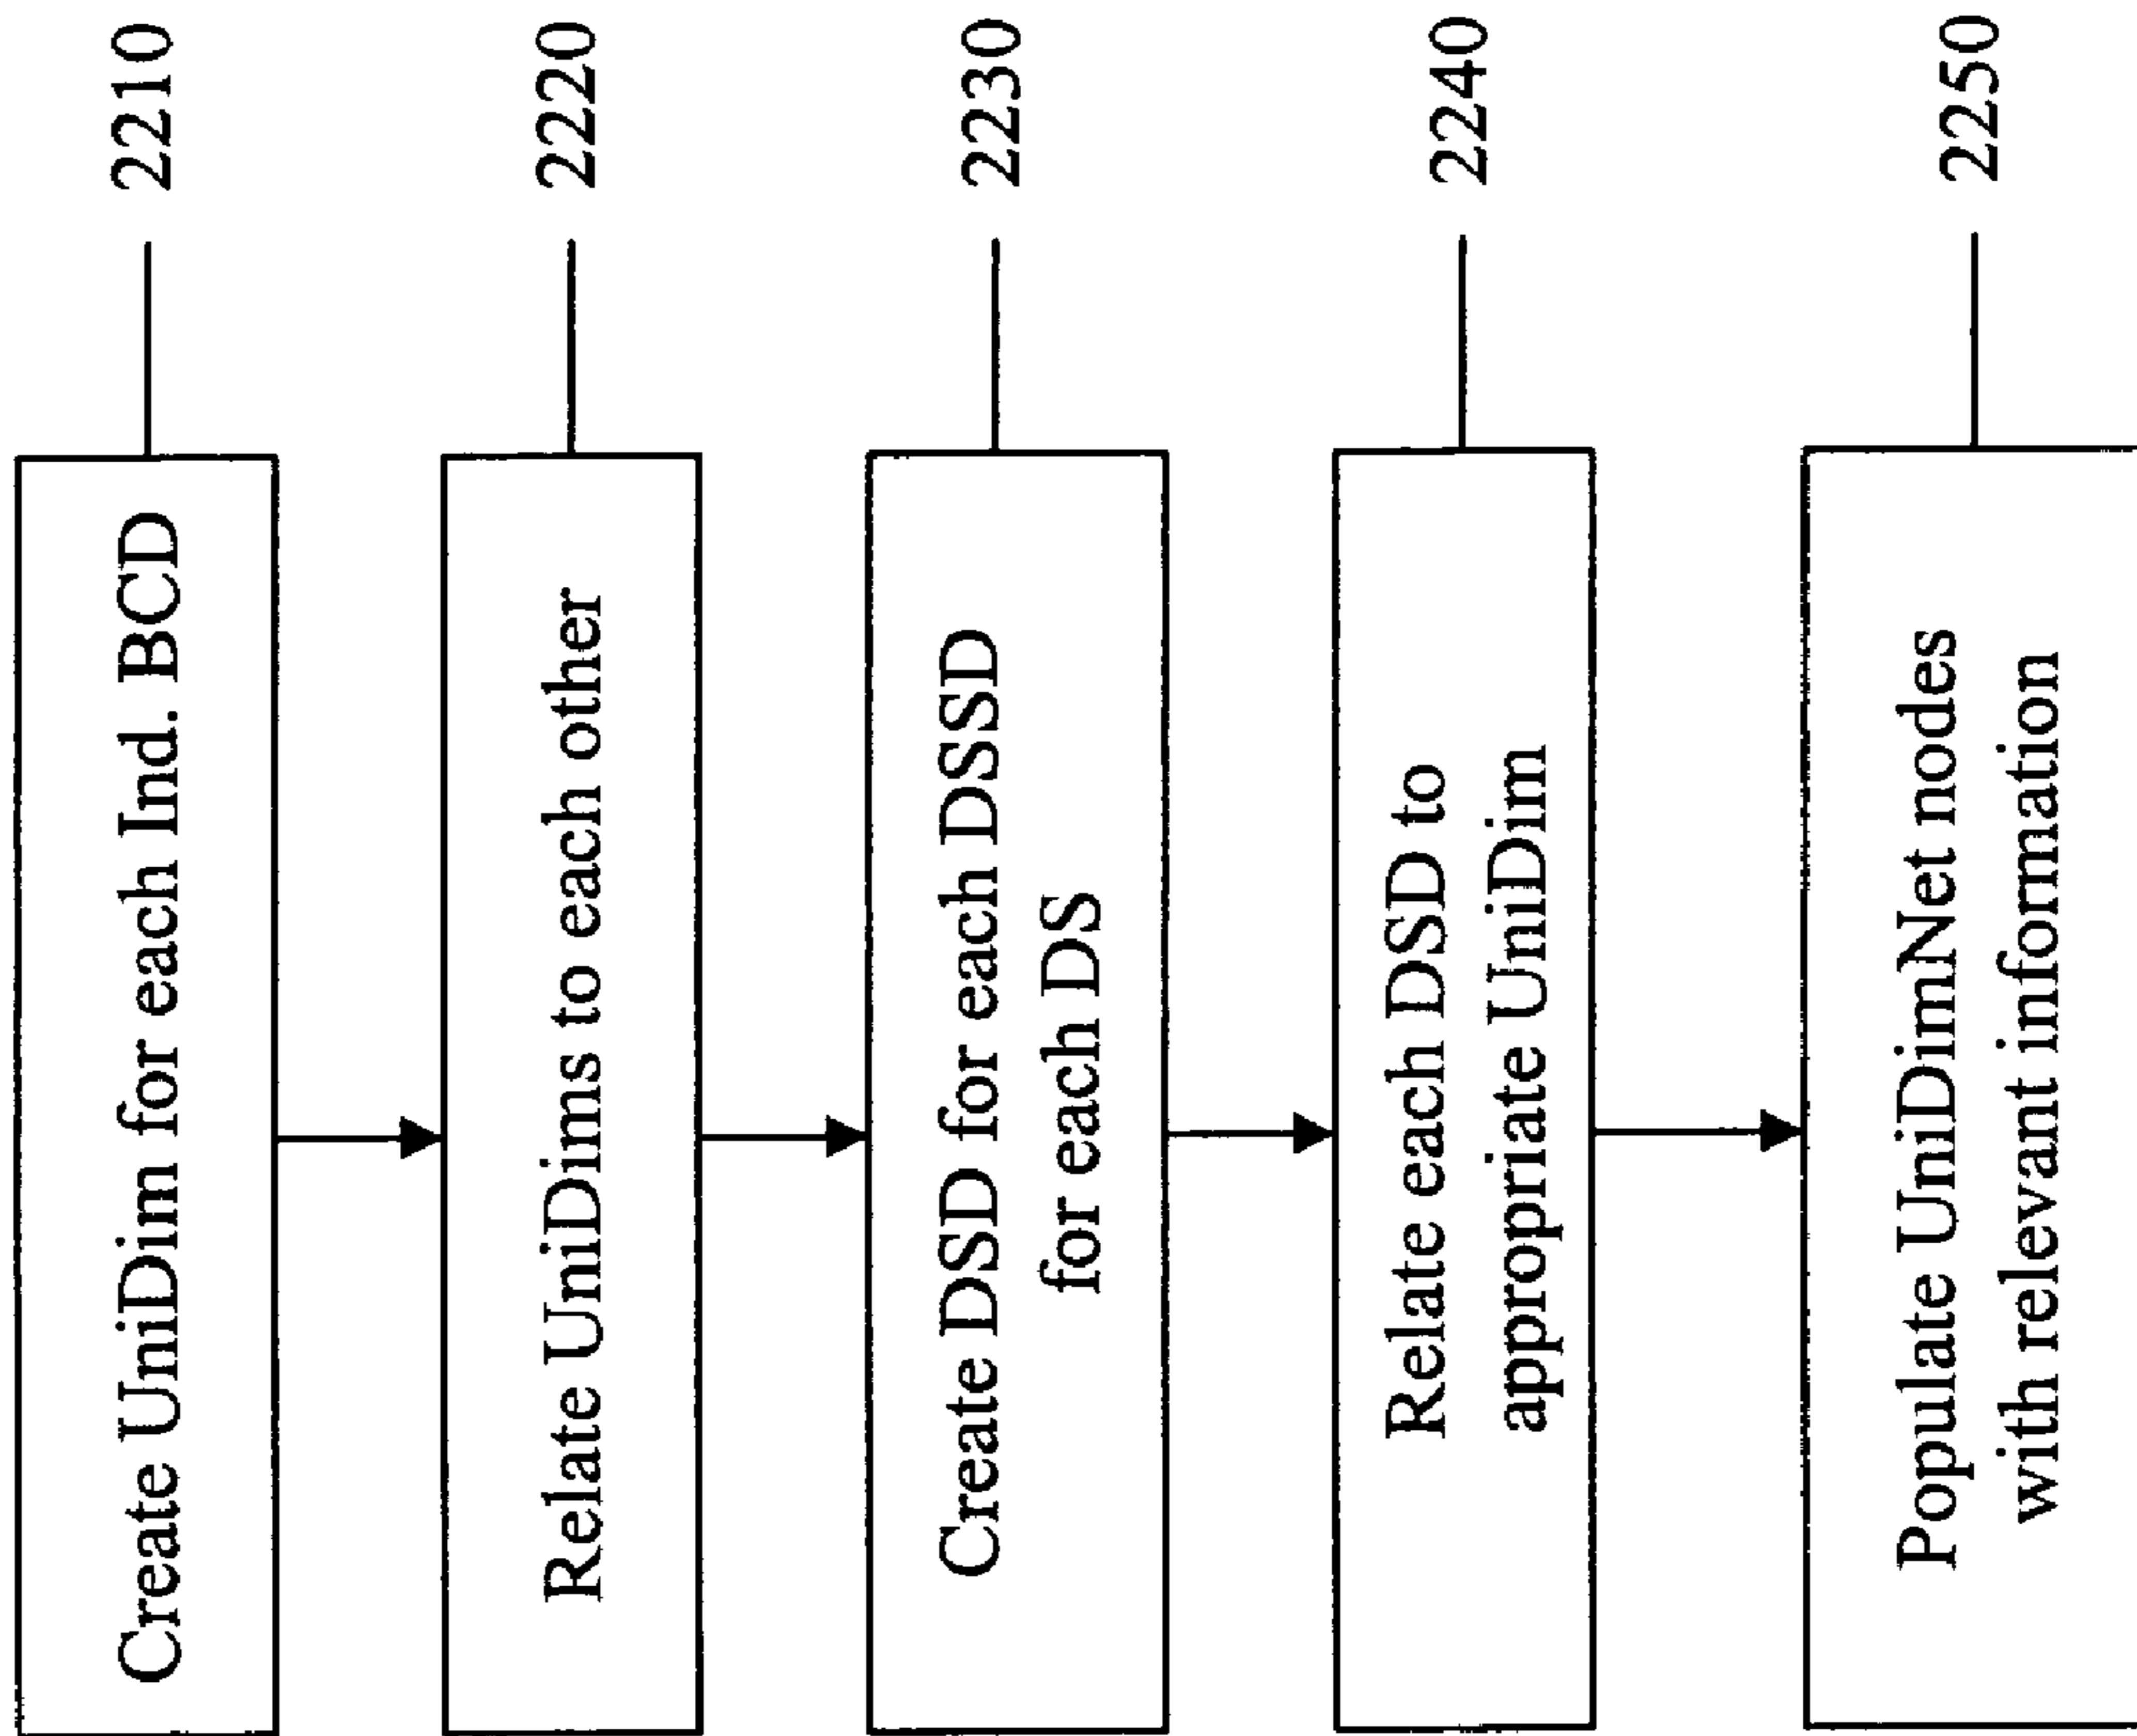 Create UniDim for each Ind. BCD
2210
Relate UniDims to each other
2220
Create DSD for each DSSD
for each DS
2230
Relate each DSD to
appropriate UniDim
2240
Populate UniDimNet nodes
with relevant information
2250